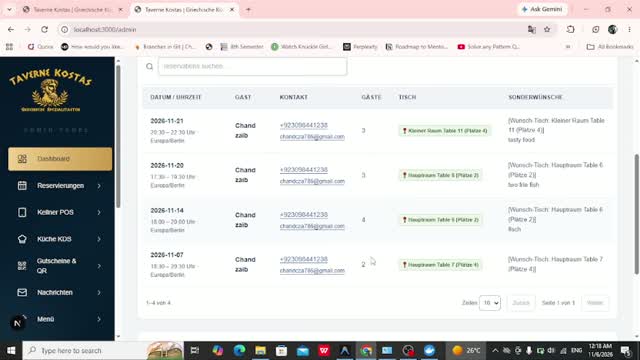 Taverne Kostas | Griechische Kü
Taverne Kostas | Griechische Kü
Ask Gemini
localhost:3000/admin
Quora
How would you like...
Branches in Git | Ch...
8th Semester
Watch Knuckle Girl...
Perplexity
Roadmap to Mento...
Solve any Pattern Q...
All Bookmarks
TAVERNE KOSTAS
GRIECHISCHE SPEZIALITÄTEN
Dashboard
Reservierungen
Kellner POS
Küche KDS
Gutscheine &
QR
Nachrichten
Menü
N
reservations suchen
DATUM / UHRZEIT
GAST
KONTAKT
GÄSTE
TISCH
SONDERWÜNSCHE
2026-11-21
20:30 – 22:30 Uhr ·
Europa/Berlin
Chand
zaib
+923098441238
chandcza786@gmail.com
3
Kleiner Raum Table 11 (Plätze 4)
[Wunsch-Tisch: Kleiner Raum Table
11 (Plätze 4)]
tasty food
2026-11-20
17:30 – 19:30 Uhr ·
Europa/Berlin
Chand
zaib
+923098441238
chandcza786@gmail.com
3
Hauptraum Table 6 (Plätze 2)
[Wunsch-Tisch: Hauptraum Table 6
(Plätze 2)]
fish
2026-11-14
18:00 – 20:00 Uhr ·
Europa/Berlin
Chand
zaib
+923098441238
chandcza786@gmail.com
4
Hauptraum Table 6 (Plätze 2)
[Wunsch-Tisch: Hauptraum Table 6
(Plätze 2)]
fisch
2026-11-07
18:30 – 20:30 Uhr ·
Europa/Berlin
Chand
zaib
+923098441238
chandcza786@gmail.com
2
Hauptraum Table 7 (Plätze 4)
[Wunsch-Tisch: Hauptraum Table 7
(Plätze 4)]
1–4 von 4
Zeilen
10
Zurück
Seite 1 von 1
Weiter
Type here to search
26°C
ENG
12:18 AM
11/6/2026